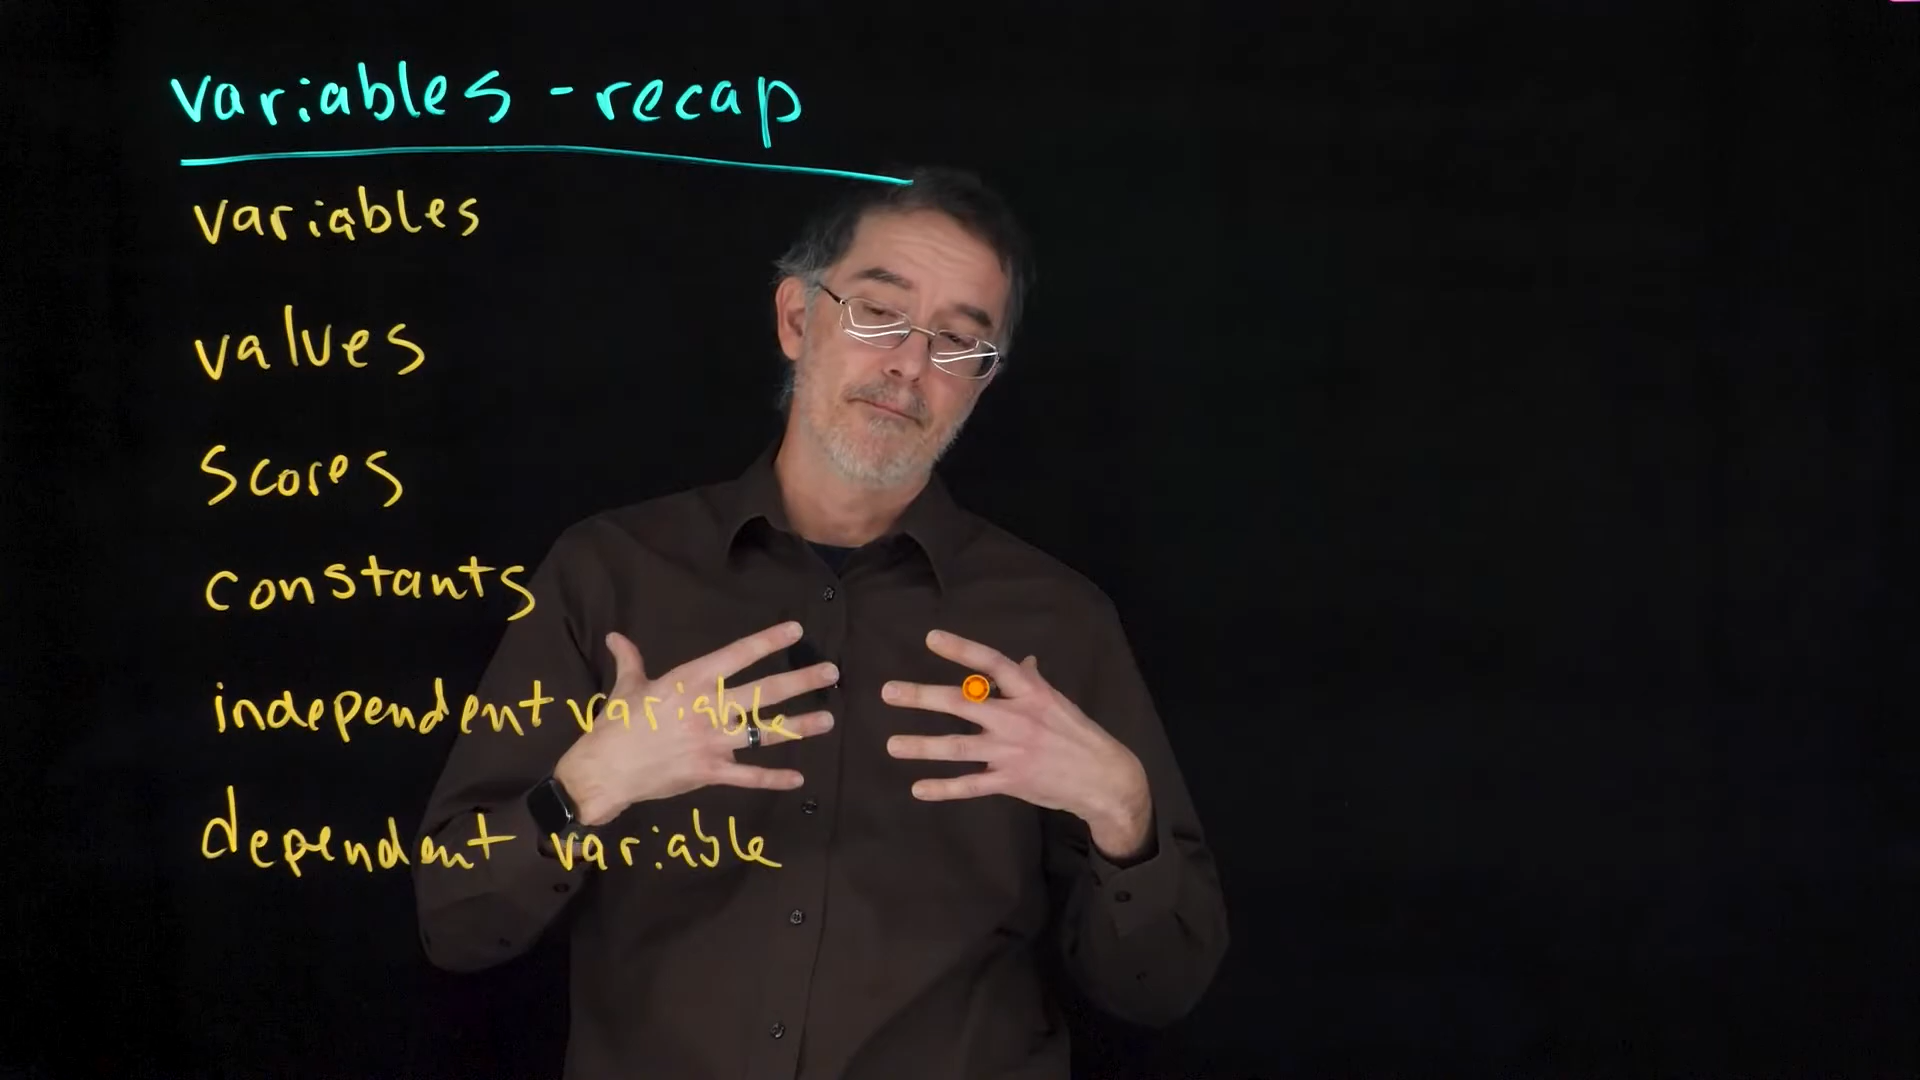 variables - recap
variables
values
scores
constants
independent variable
dependent variable